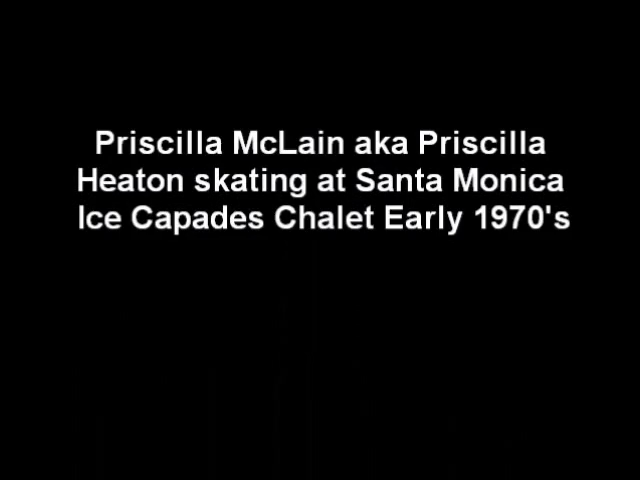 Priscilla McLain aka Priscilla
Heaton skating at Santa Monica
Ice Capades Chalet Early 1970's